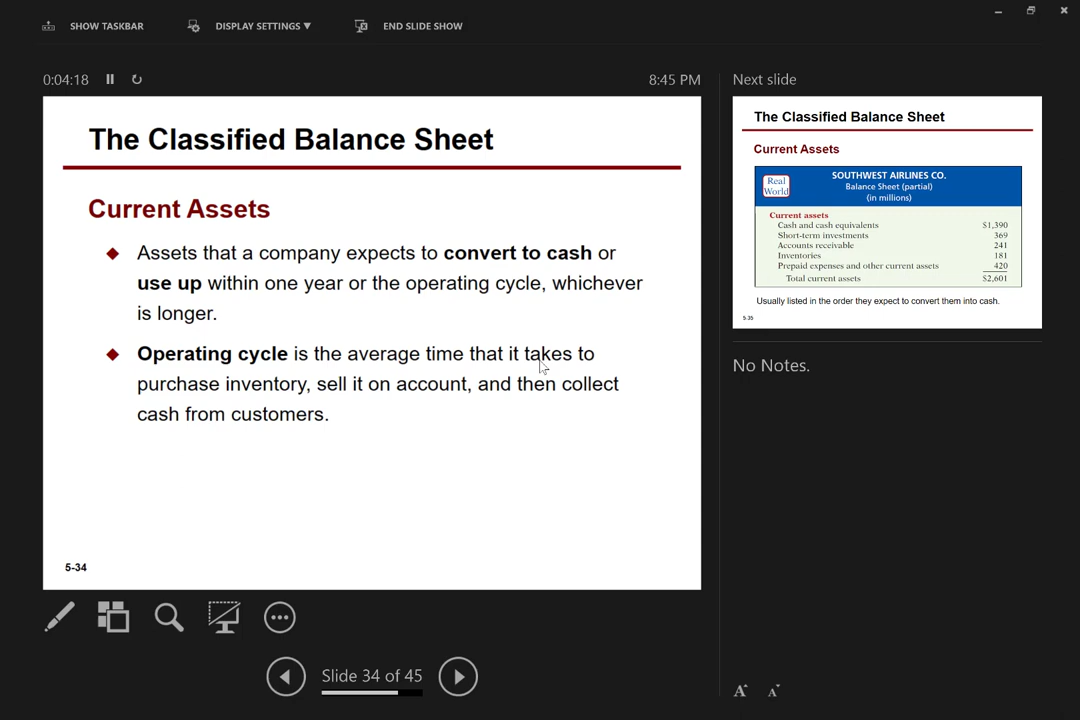 SHOW TASKBAR
DISPLAY SETTINGS ▼
END SLIDE SHOW
0:04:18
8:45 PM
The Classified Balance Sheet
Current Assets
Assets that a company expects to convert to cash or
use up within one year or the operating cycle, whichever
is longer.
Operating cycle is the average time that it takes to
purchase inventory, sell it on account, and then collect
cash from customers.
5-34
Slide 34 of 45
Next slide
The Classified Balance Sheet
Current Assets
Real
World
SOUTHWEST AIRLINES CO.
Balance Sheet (partial)
(in millions)
Current assets
Cash and cash equivalents $1,390
Short-term investments 369
Accounts receivable 241
Inventories 181
Prepaid expenses and other current assets 420
Total current assets $2,601
Usually listed in the order they expect to convert them into cash.
5-35
No Notes.
A A